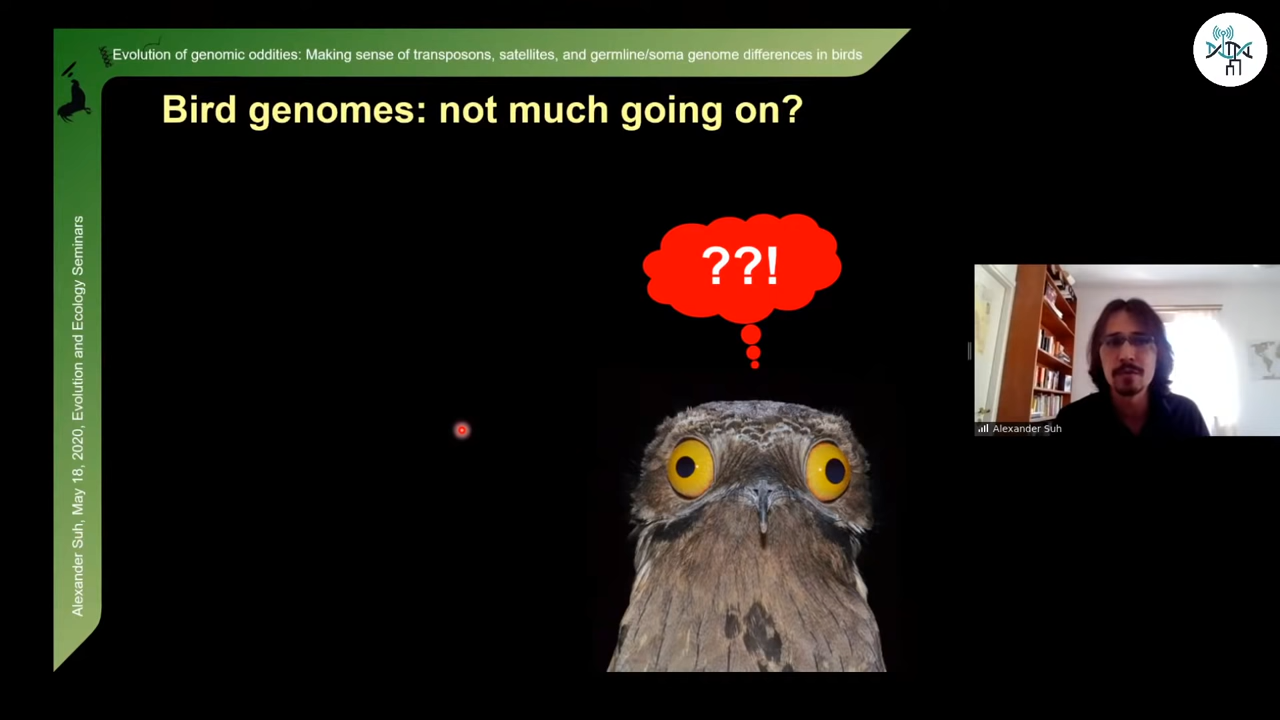 Evolution of genomic oddities: Making sense of transposons, satellites, and germline/soma genome differences in birds
Bird genomes: not much going on?
??!
Alexander Suh, May 18, 2020, Evolution and Ecology Seminars
Alexander Suh